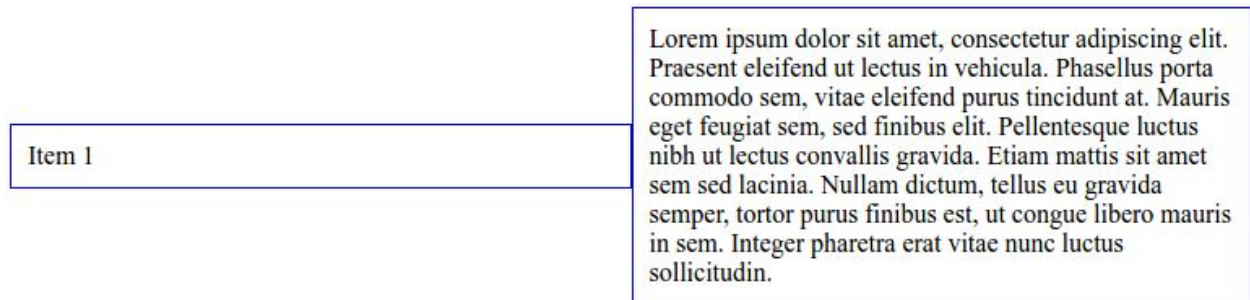 Item 1
Lorem ipsum dolor sit amet, consectetur adipiscing elit.
Praesent eleifend ut lectus in vehicula. Phasellus porta
commodo sem, vitae eleifend purus tincidunt at. Mauris
eget feugiat sem, sed finibus elit. Pellentesque luctus
nibh ut lectus convallis gravida. Etiam mattis sit amet
sem sed lacinia. Nullam dictum, tellus eu gravida
semper, tortor purus finibus est, ut congue libero mauris
in sem. Integer pharetra erat vitae nunc luctus
sollicitudin.